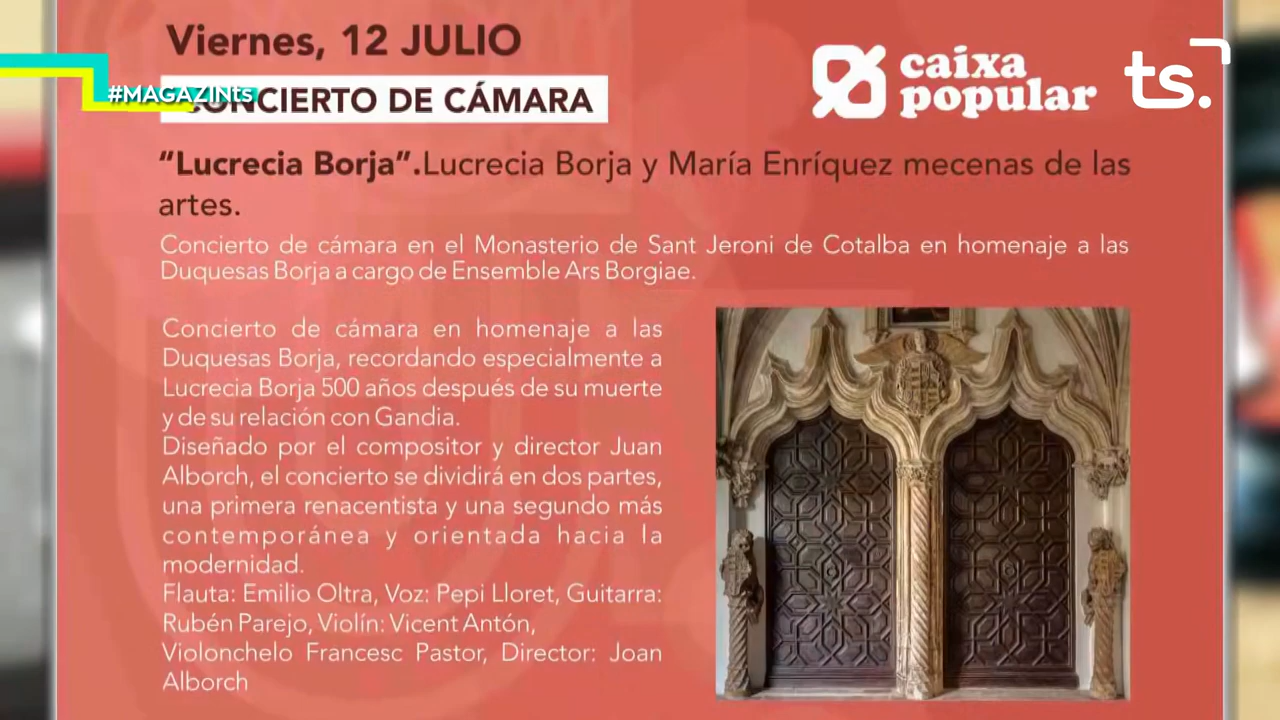 Viernes, 12 JULIO
#MAGAZINts
CONCIERTO DE CÁMARA
caixa
popular
ts.
“Lucrecia Borja”.Lucrecia Borja y María Enríquez mecenas de las
artes.
Concierto de cámara en el Monasterio de Sant Jeroni de Cotalba en homenaje a las
Duquesas Borja a cargo de Ensemble Ars Borgiae.
Concierto de cámara en homenaje a las
Duquesas Borja, recordando especialmente a
Lucrecia Borja 500 años después de su muerte
y de su relación con Gandia.
Diseñado por el compositor y director Juan
Alborch, el concierto se dividirá en dos partes,
una primera renacentista y una segundo más
contemporánea y orientada hacia la
modernidad.
Flauta: Emilio Oltra, Voz: Pepi Lloret, Guitarra:
Rubén Parejo, Violín: Vicent Antón,
Violonchelo Francesc Pastor, Director: Joan
Alborch